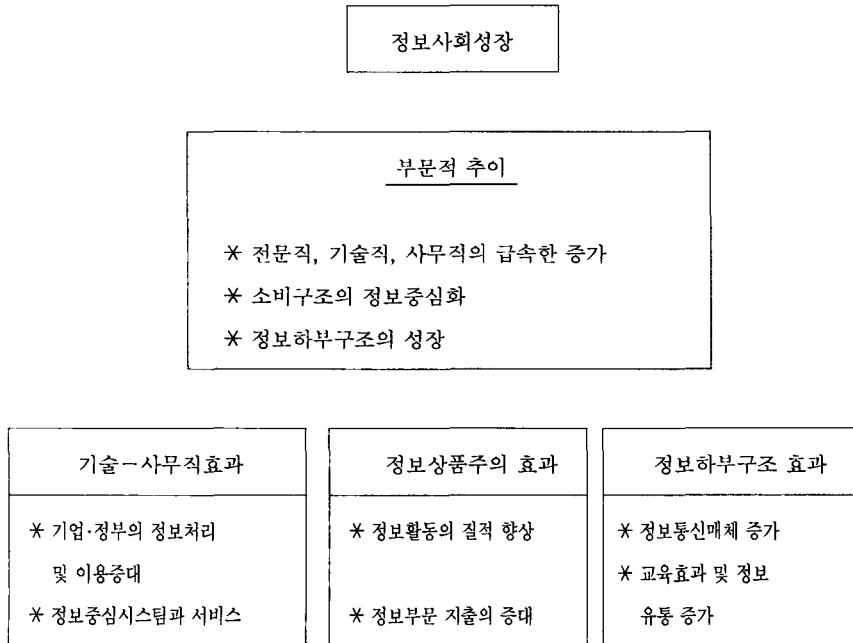 정보사회성장
부문적 추이
* 전문직, 기술직, 사무직의 급속한 증가
* 소비구조의 정보중심화
* 정보하부구조의 성장
기술-사무직효과
* 기업·정부의 정보처리
및 이용증대
* 정보중심시스팀과 서비스
정보상품주의 효과
* 정보활동의 질적 향상
* 정보부문 지출의 증대
정보하부구조 효과
* 정보통신매체 증가
* 교육효과 및 정보
유통 증가